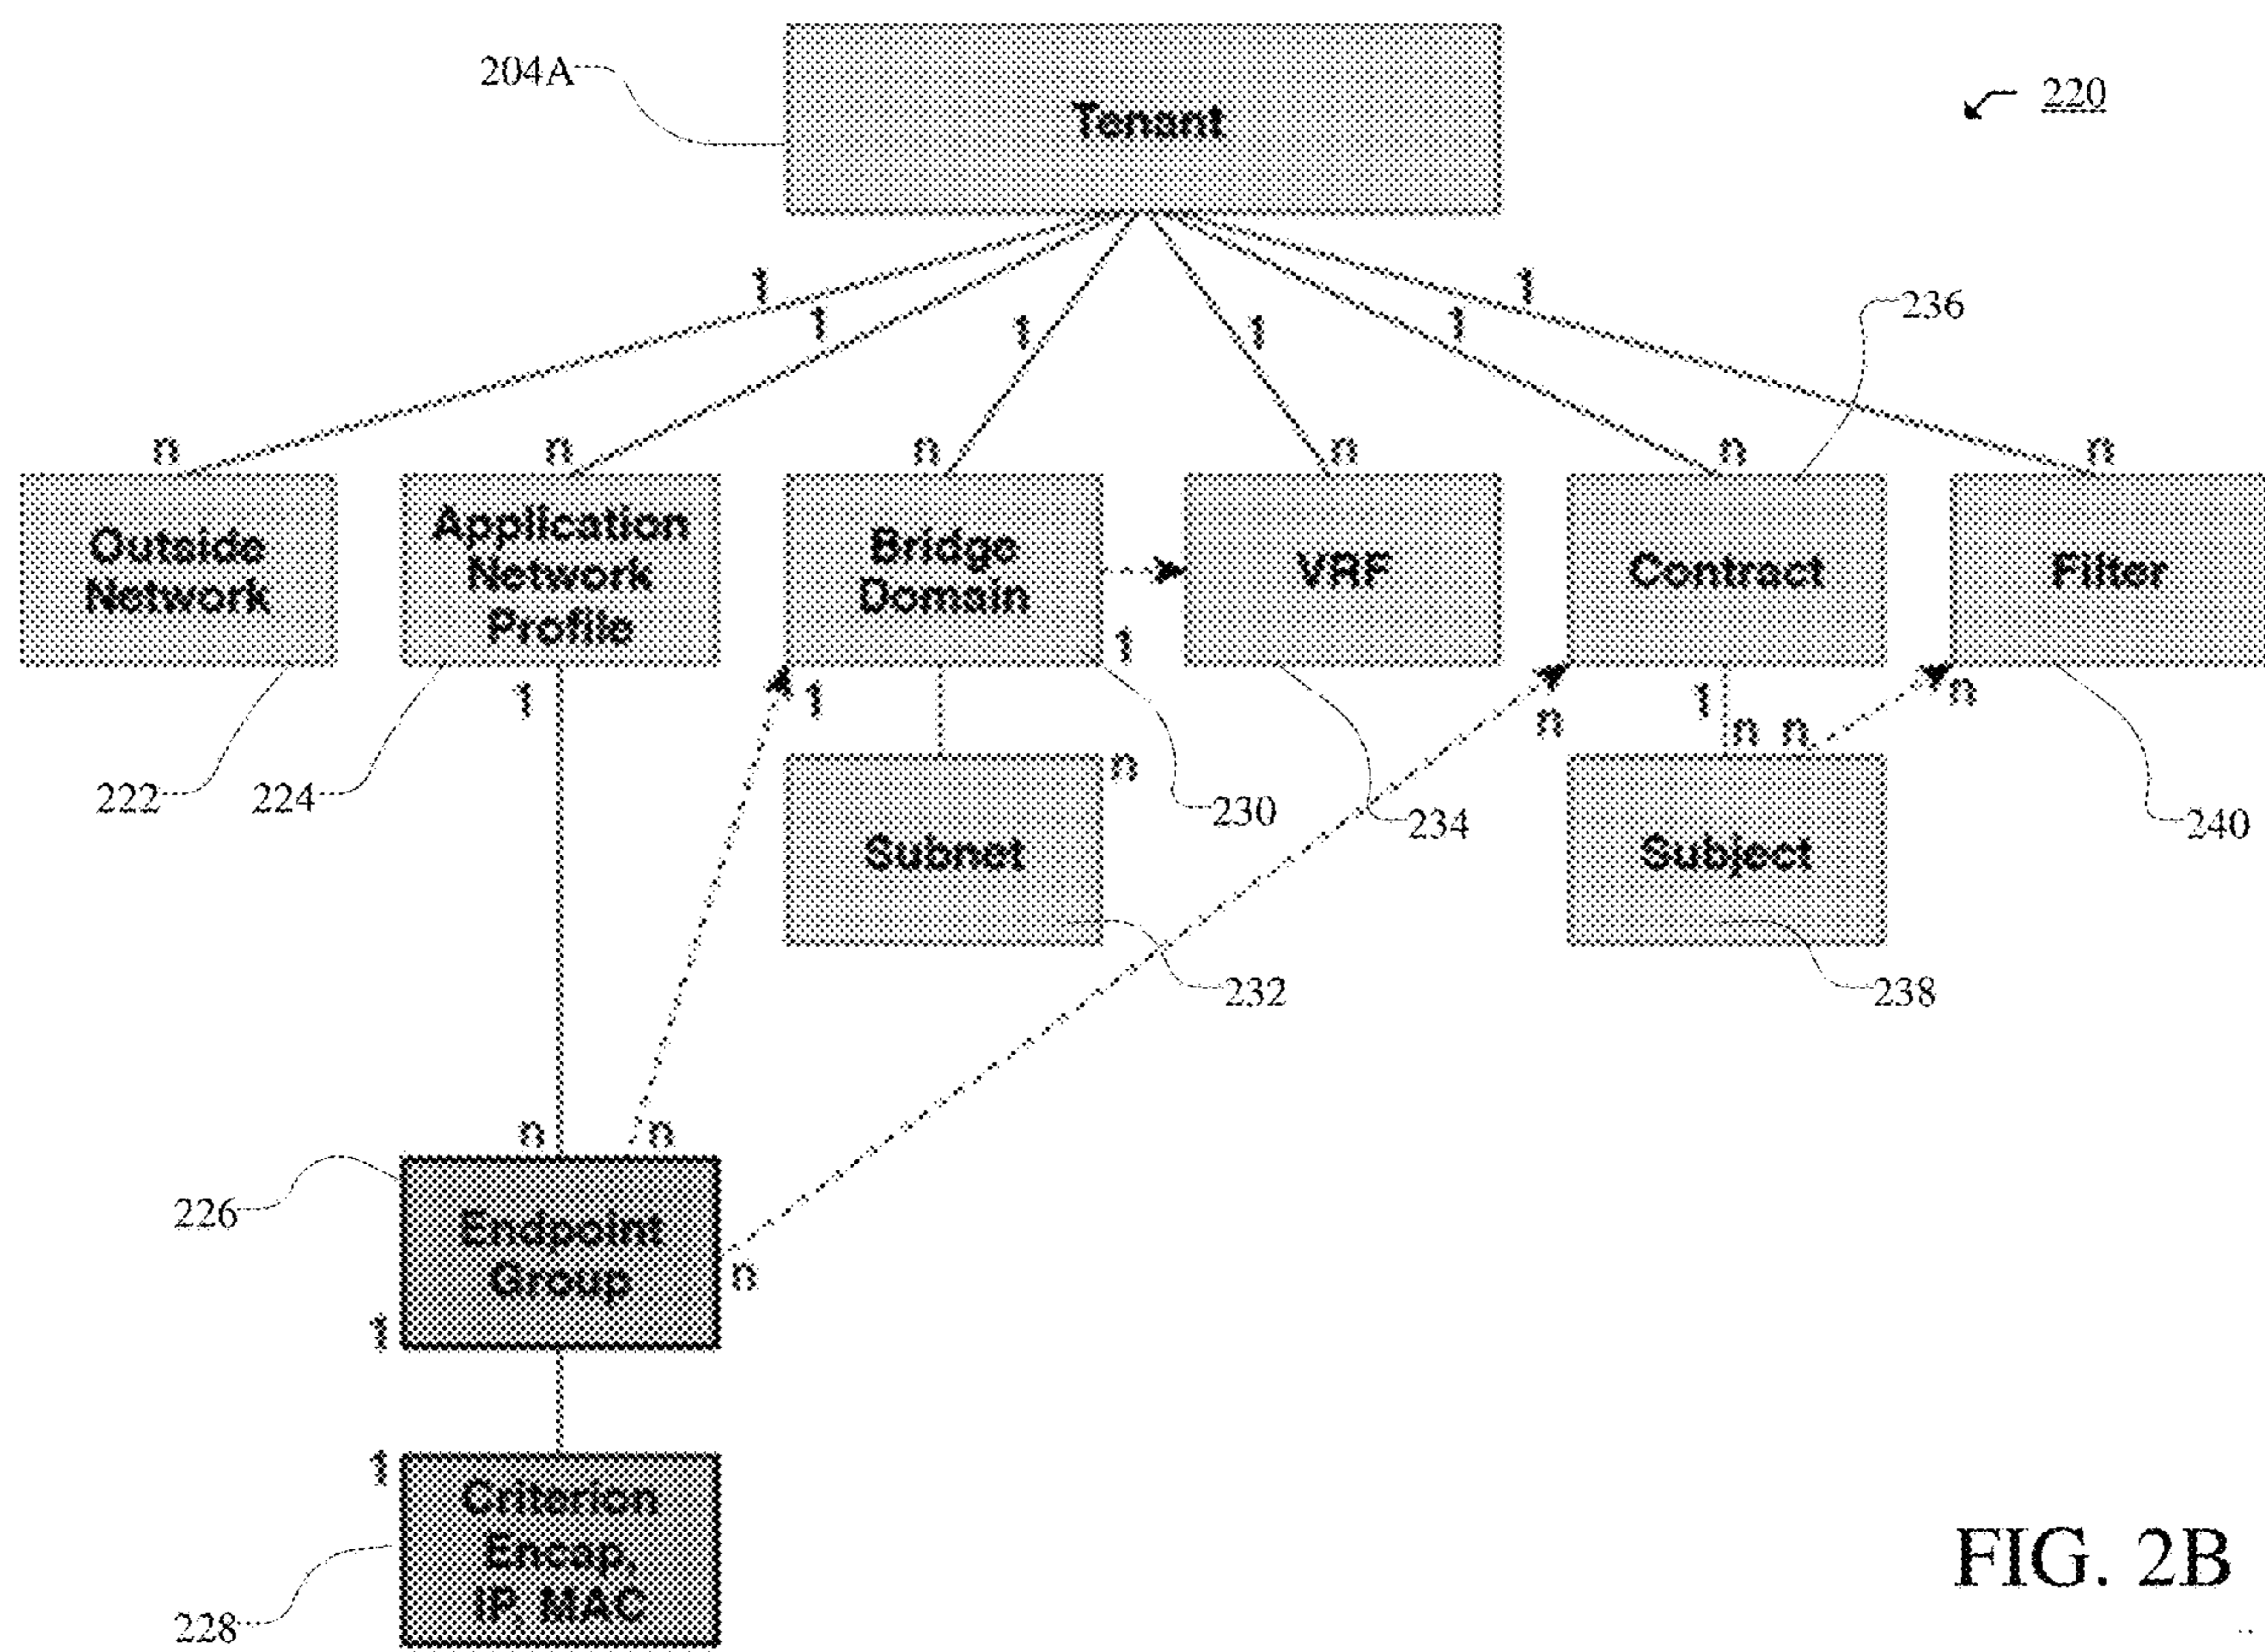 204A
Tenant
220
1
1
1
1
1
1
236
n
n
n
n
n
n
Outside
Network
Application
Network
Profile
Bridge
Domain
VRF
Contract
Filter
1
1
1
n
1
n
n
n
n
222
224
230
234
240
Subnet
Subject
232
238
n
n
226
Endpoint
Group
n
1
1
Criterion
Encap,
IP, MAC
228
FIG. 2B